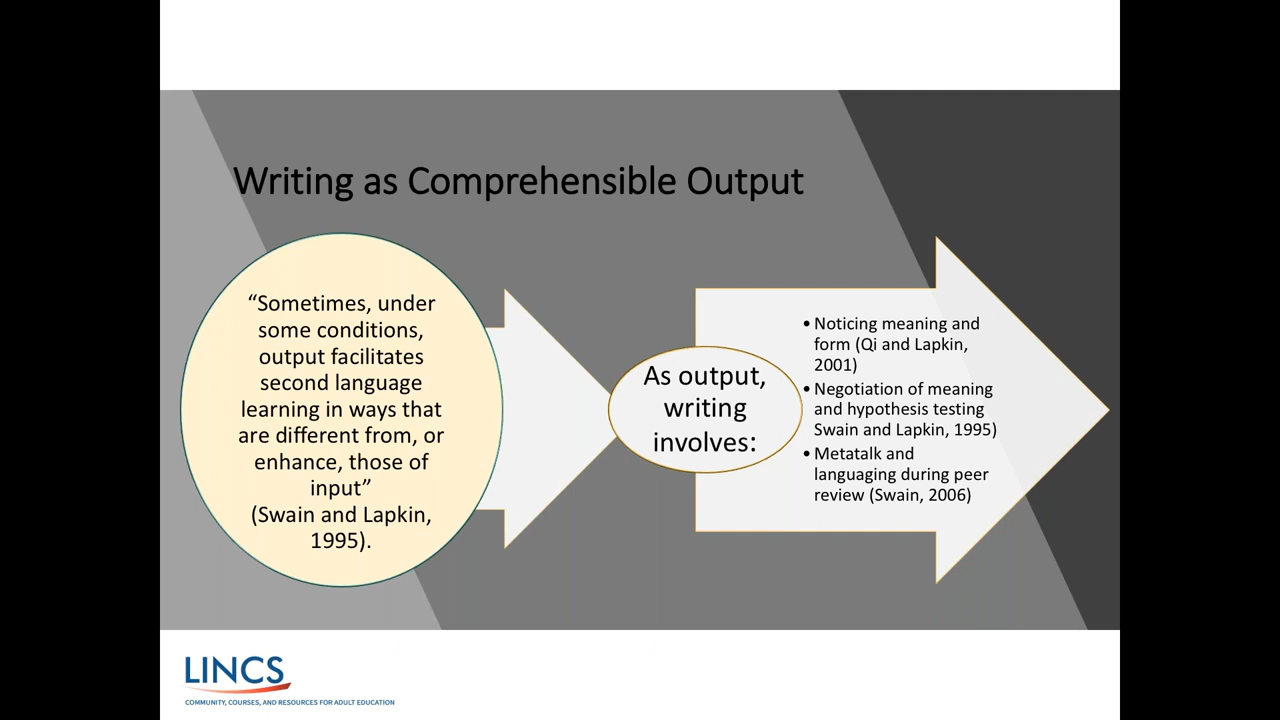 Writing as Comprehensible Output
“Sometimes, under
some conditions,
output facilitates
second language
learning in ways that
are different from, or
enhance, those of
input”
(Swain and Lapkin,
1995).
As output,
writing
involves:
• Noticing meaning and
form (Qi and Lapkin,
2001)
• Negotiation of meaning
and hypothesis testing
Swain and Lapkin, 1995)
• Metatalk and
languaging during peer
review (Swain, 2006)
LINCS
COMMUNITY, COURSES, AND RESOURCES FOR ADULT EDUCATION